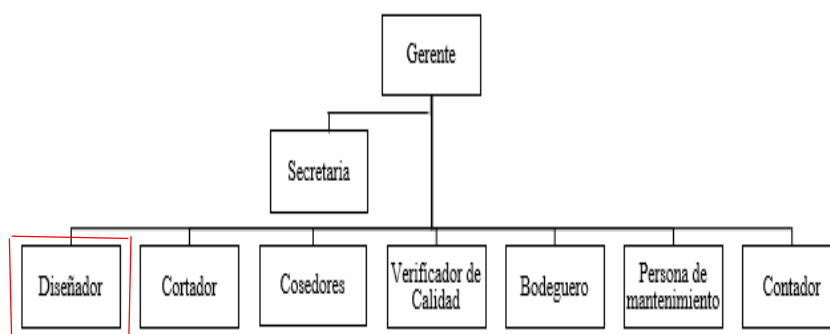 Gerente
Secretaria
Diseñador
Cortador
Cosedores
Verificador de
Calidad
Bodeguero
Persona de
mantenimiento
Contador